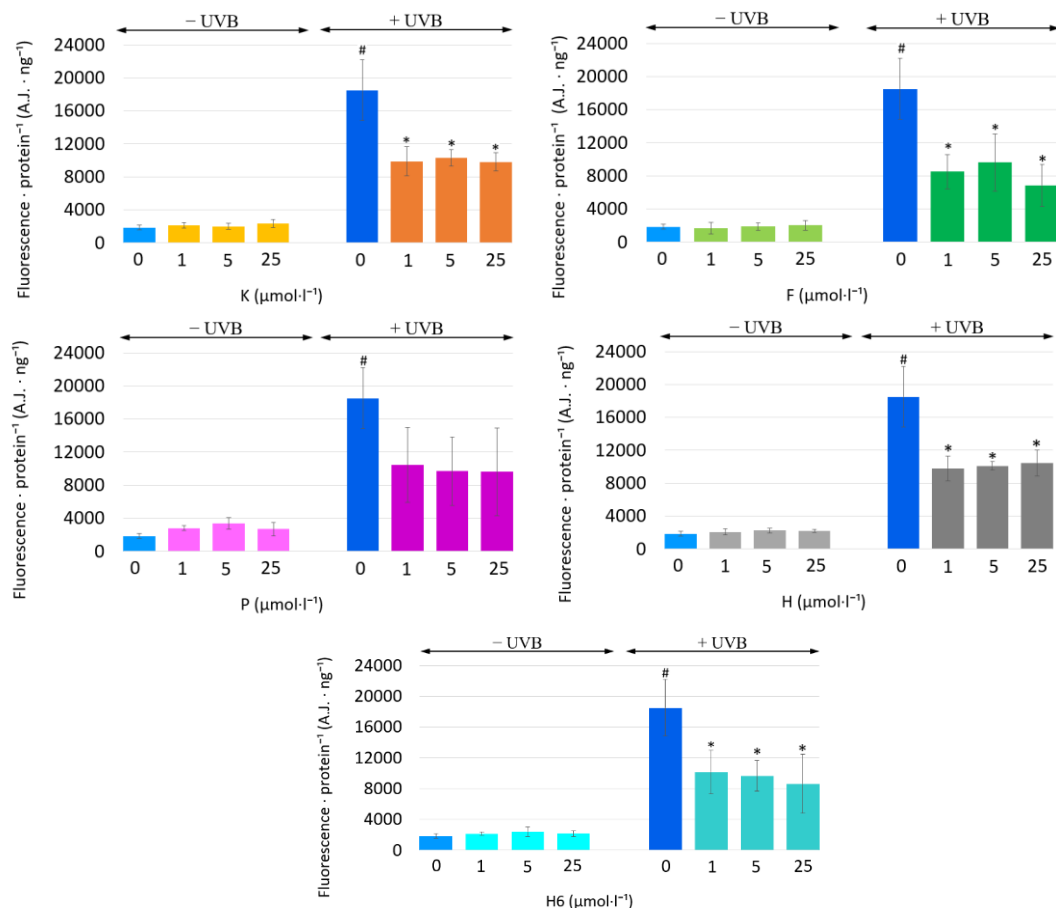 − UVB + UVB
Fluorescence · protein⁻¹ (A.J. · ng⁻¹)
24000
20000
16000
12000
8000
4000
0
#
* * *
0 1 5 25 0 1 5 25
K (μmol·l⁻¹)
− UVB + UVB
Fluorescence · protein⁻¹ (A.J. · ng⁻¹)
24000
20000
16000
12000
8000
4000
0
#
* * *
0 1 5 25 0 1 5 25
F (μmol·l⁻¹)
− UVB + UVB
Fluorescence · protein⁻¹ (A.J. · ng⁻¹)
24000
20000
16000
12000
8000
4000
0
#
0 1 5 25 0 1 5 25
P (μmol·l⁻¹)
− UVB + UVB
Fluorescence · protein⁻¹ (A.J. · ng⁻¹)
24000
20000
16000
12000
8000
4000
0
#
* * *
0 1 5 25 0 1 5 25
H (μmol·l⁻¹)
− UVB + UVB
Fluorescence · protein⁻¹ (A.J. · ng⁻¹)
24000
20000
16000
12000
8000
4000
0
#
* * *
0 1 5 25 0 1 5 25
H6 (μmol·l⁻¹)